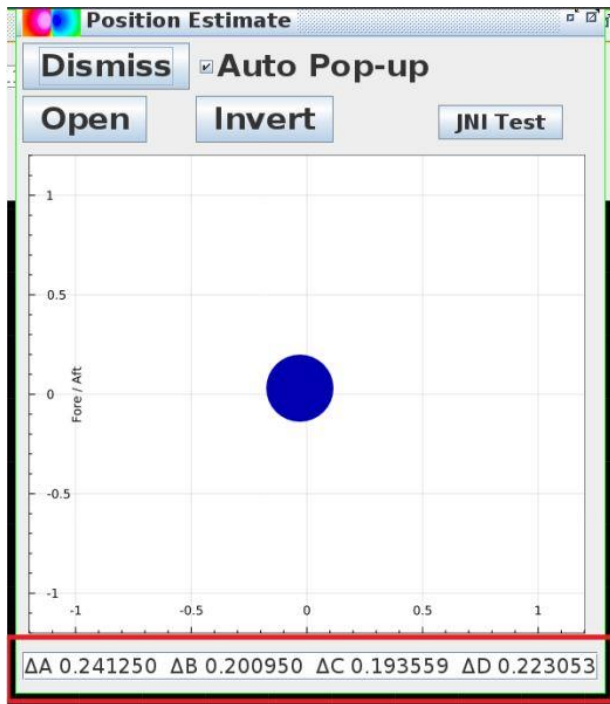 Position Estimate
Dismiss Auto Pop-up
Open Invert JNI Test
1
0.5
0
Fore / Aft
-0.5
-1
-1 -0.5 0 0.5 1
ΔA 0.241250 ΔB 0.200950 ΔC 0.193559 ΔD 0.223053